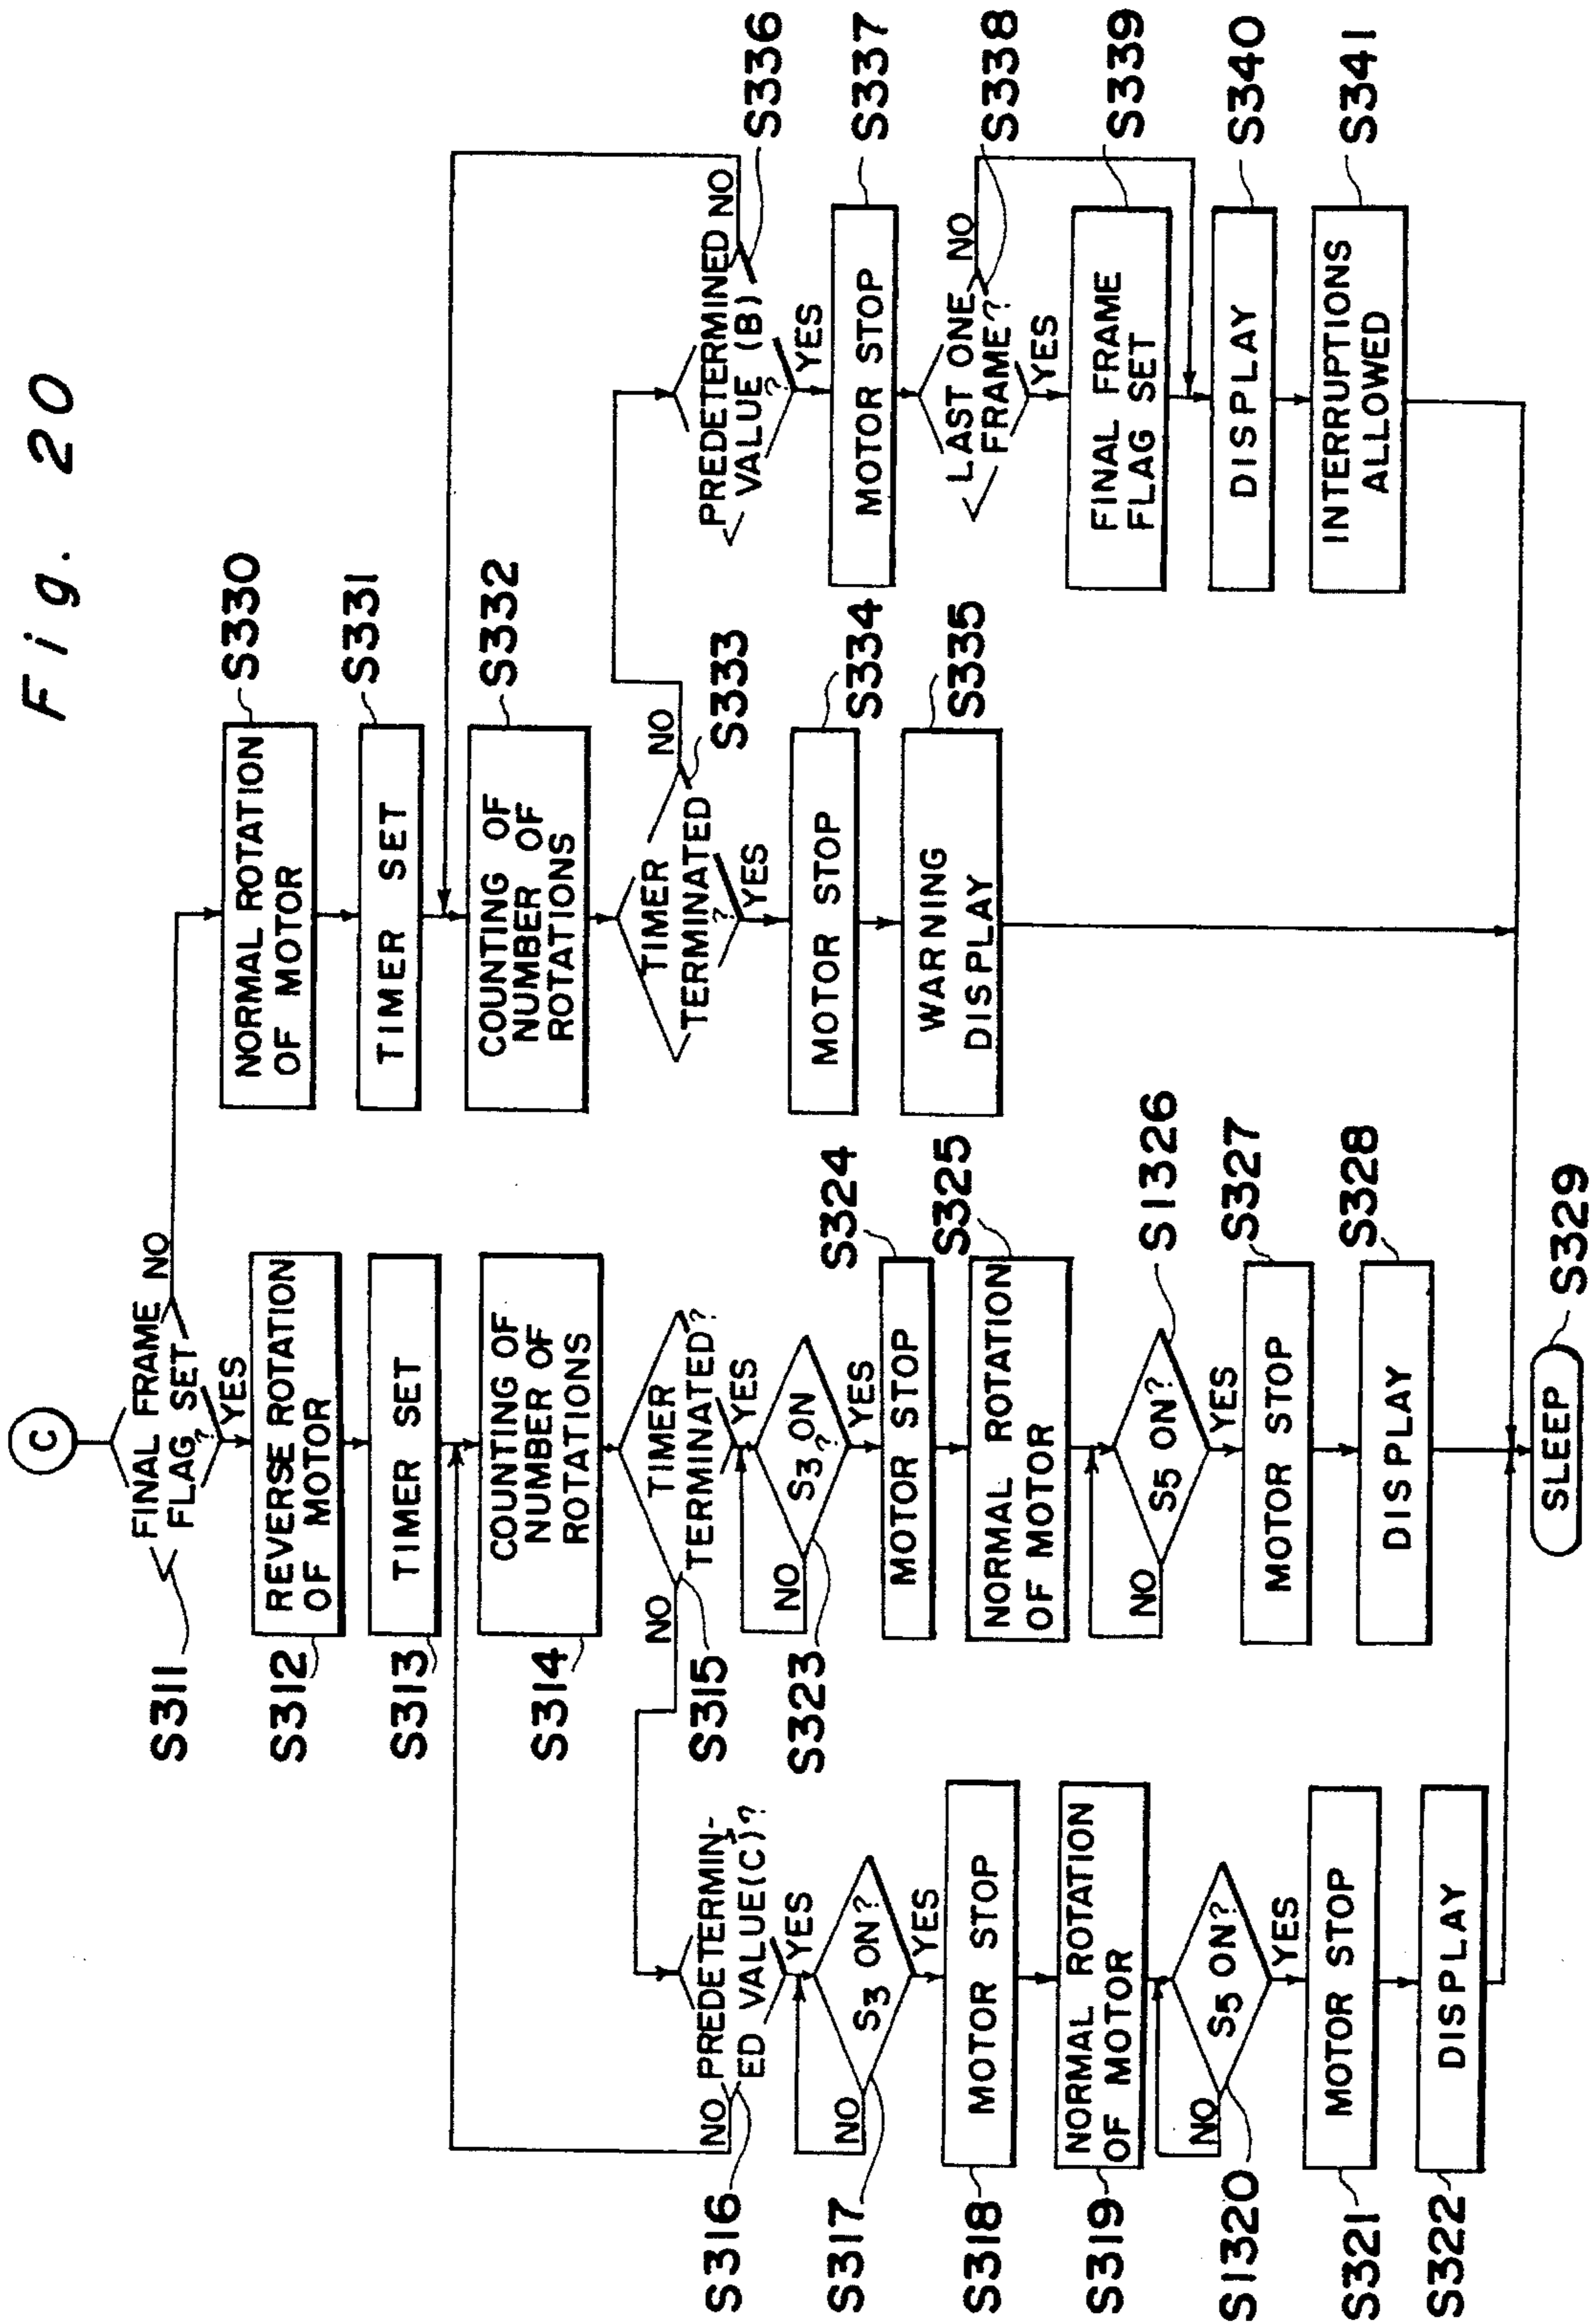 Fig. 20
C
FINAL FRAME
FLAG SET
?
NO
YES
S311
REVERSE ROTATION
OF MOTOR
S312
TIMER SET
S313
COUNTING OF
NUMBER OF
ROTATIONS
S314
TIMER
TERMINATED?
NO
YES
S315
PREDETERMIN-
ED VALUE(C)?
NO
YES
S316
S3 ON?
NO
YES
S317
MOTOR STOP
S318
NORMAL ROTATION
OF MOTOR
S319
S5 ON?
NO
YES
S1320
MOTOR STOP
S321
DISPLAY
S322
S3 ON
?
NO
YES
S323
MOTOR STOP
S324
NORMAL ROTATION
OF MOTOR
S325
S5 ON?
NO
YES
S1326
MOTOR STOP
S327
DISPLAY
S328
SLEEP
S329
NORMAL ROTATION
OF MOTOR
S330
TIMER SET
S331
COUNTING OF
NUMBER OF
ROTATIONS
S332
TIMER
TERMINATED
?
NO
YES
S333
MOTOR STOP
S334
WARNING
DISPLAY
S335
PREDETERMINED
VALUE (B)
?
NO
YES
S336
MOTOR STOP
S337
LAST ONE
FRAME?
NO
YES
S338
FINAL FRAME
FLAG SET
S339
DISPLAY
S340
INTERRUPTIONS
ALLOWED
S341